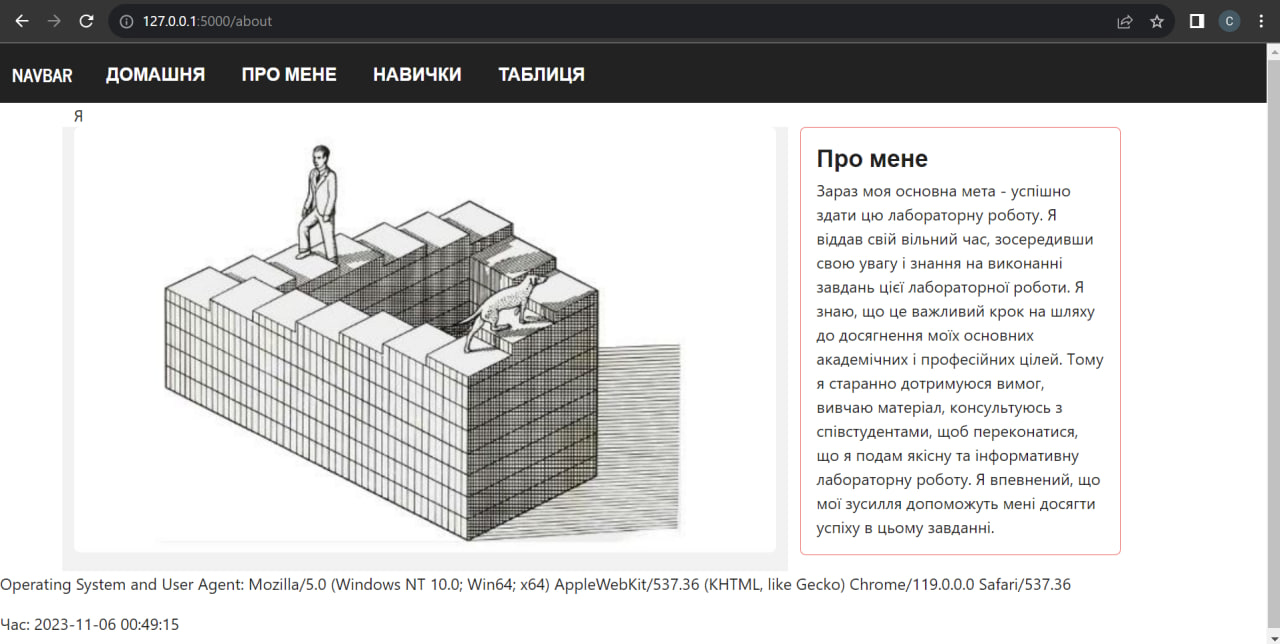 127.0.0.1:5000/about
C
NAVBAR ДОМАШНЯ ПРО МЕНЕ НАВИЧКИ ТАБЛИЦЯ
Я
Про мене
Зараз моя основна мета - успішно
здати цю лабораторну роботу. Я
віддав свій вільний час, зосередивши
свою увагу і знання на виконанні
завдань цієї лабораторної роботи. Я
знаю, що це важливий крок на шляху
до досягнення моїх основних
академічних і професійних цілей. Тому
я старанно дотримуюся вимог,
вивчаю матеріал, консультуюсь з
співстудентами, щоб переконатися,
що я подам якісну та інформативну
лабораторну роботу. Я впевнений, що
мої зусилля допоможуть мені досягти
успіху в цьому завданні.
Operating System and User Agent: Mozilla/5.0 (Windows NT 10.0; Win64; x64) AppleWebKit/537.36 (KHTML, like Gecko) Chrome/119.0.0.0 Safari/537.36
Час: 2023-11-06 00:49:15